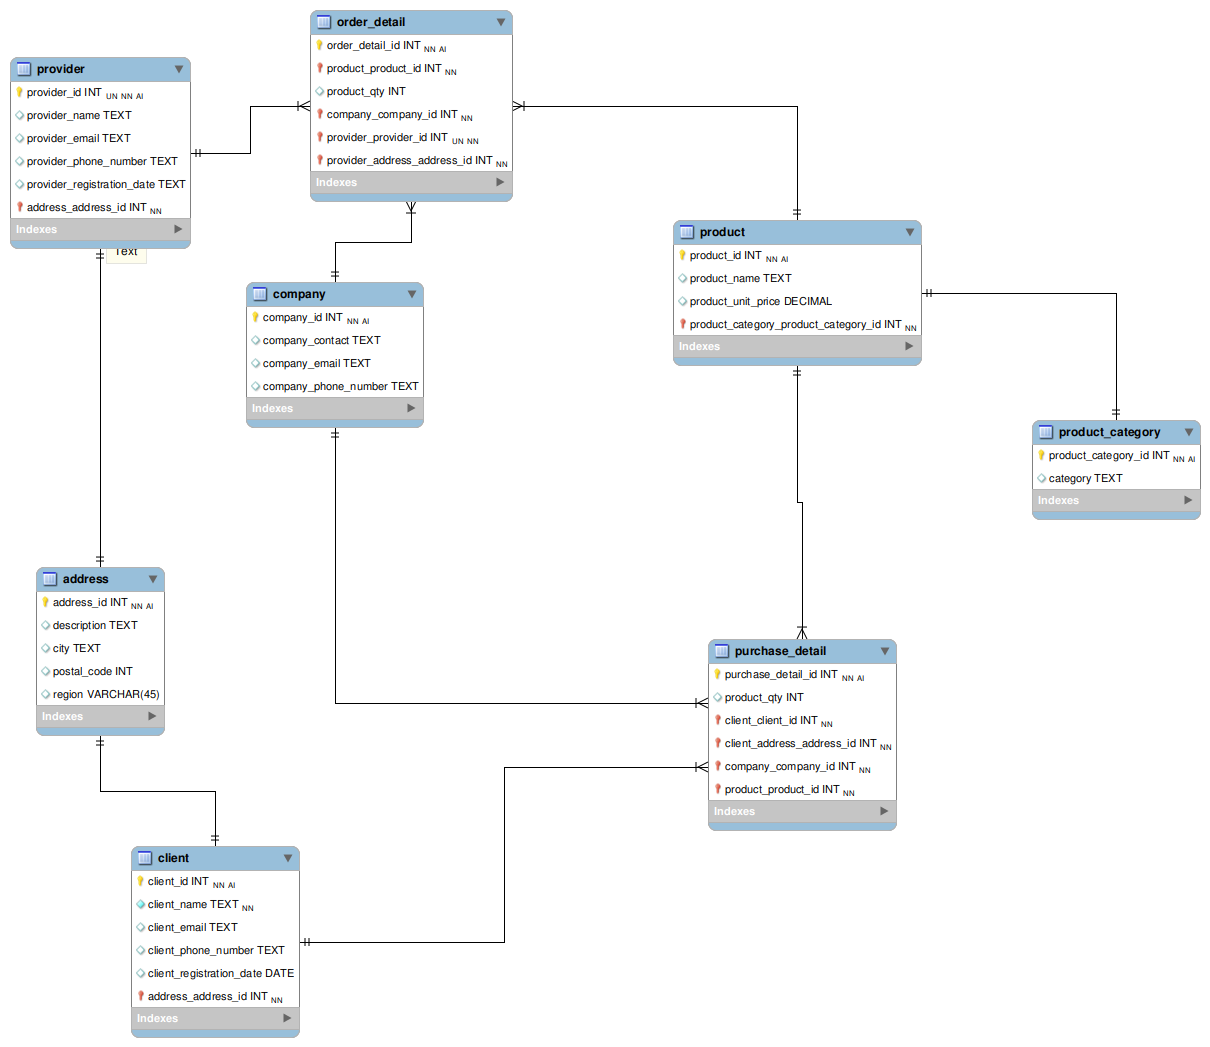 order_detail
order_detail_id INT NN AI
product_product_id INT NN
product_qty INT
company_company_id INT NN
provider_provider_id INT UN NN
provider_address_address_id INT NN
Indexes
provider
provider_id INT UN NN AI
provider_name TEXT
provider_email TEXT
provider_phone_number TEXT
provider_registration_date TEXT
address_address_id INT NN
Indexes
Text
product
product_id INT NN AI
product_name TEXT
product_unit_price DECIMAL
product_category_product_category_id INT NN
Indexes
company
company_id INT NN AI
company_contact TEXT
company_email TEXT
company_phone_number TEXT
Indexes
product_category
product_category_id INT NN AI
category TEXT
Indexes
address
address_id INT NN AI
description TEXT
city TEXT
postal_code INT
region VARCHAR(45)
Indexes
purchase_detail
purchase_detail_id INT NN AI
product_qty INT
client_client_id INT NN
client_address_address_id INT NN
company_company_id INT NN
product_product_id INT NN
Indexes
client
client_id INT NN AI
client_name TEXT NN
client_email TEXT
client_phone_number TEXT
client_registration_date DATE
address_address_id INT NN
Indexes